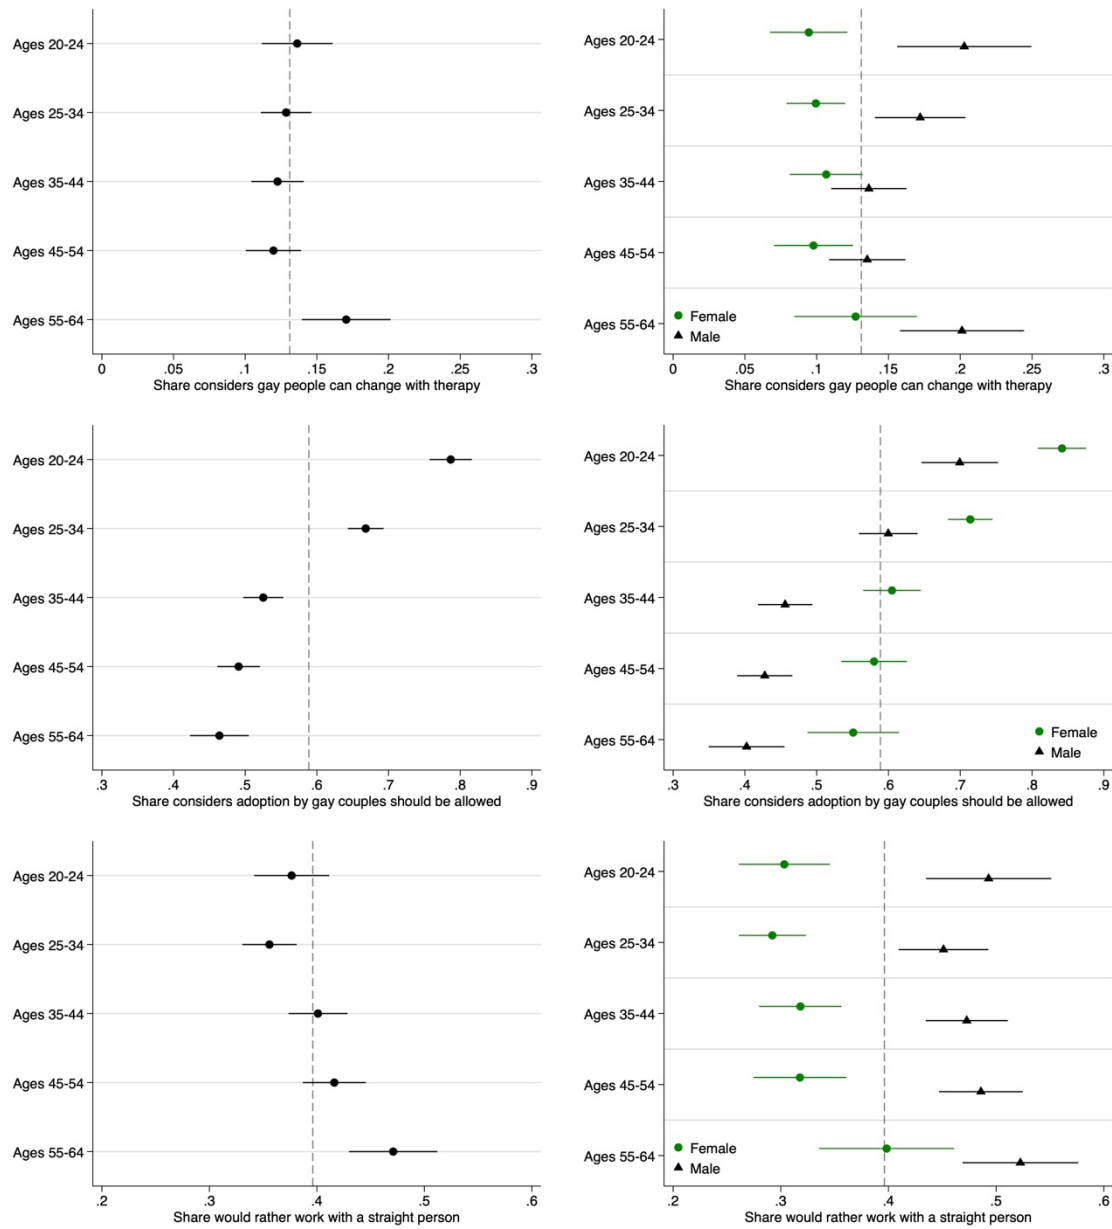 Ages 20-24
Ages 25-34
Ages 35-44
Ages 45-54
Ages 55-64
0 .05 .1 .15 .2 .25 .3
Share considers gay people can change with therapy
Ages 20-24
Ages 25-34
Ages 35-44
Ages 45-54
Ages 55-64
Female
Male
0 .05 .1 .15 .2 .25 .3
Share considers gay people can change with therapy
Ages 20-24
Ages 25-34
Ages 35-44
Ages 45-54
Ages 55-64
.3 .4 .5 .6 .7 .8 .9
Share considers adoption by gay couples should be allowed
Ages 20-24
Ages 25-34
Ages 35-44
Ages 45-54
Ages 55-64
Female
Male
.3 .4 .5 .6 .7 .8 .9
Share considers adoption by gay couples should be allowed
Ages 20-24
Ages 25-34
Ages 35-44
Ages 45-54
Ages 55-64
.2 .3 .4 .5 .6
Share would rather work with a straight person
Ages 20-24
Ages 25-34
Ages 35-44
Ages 45-54
Ages 55-64
Female
Male
.2 .3 .4 .5 .6
Share would rather work with a straight person